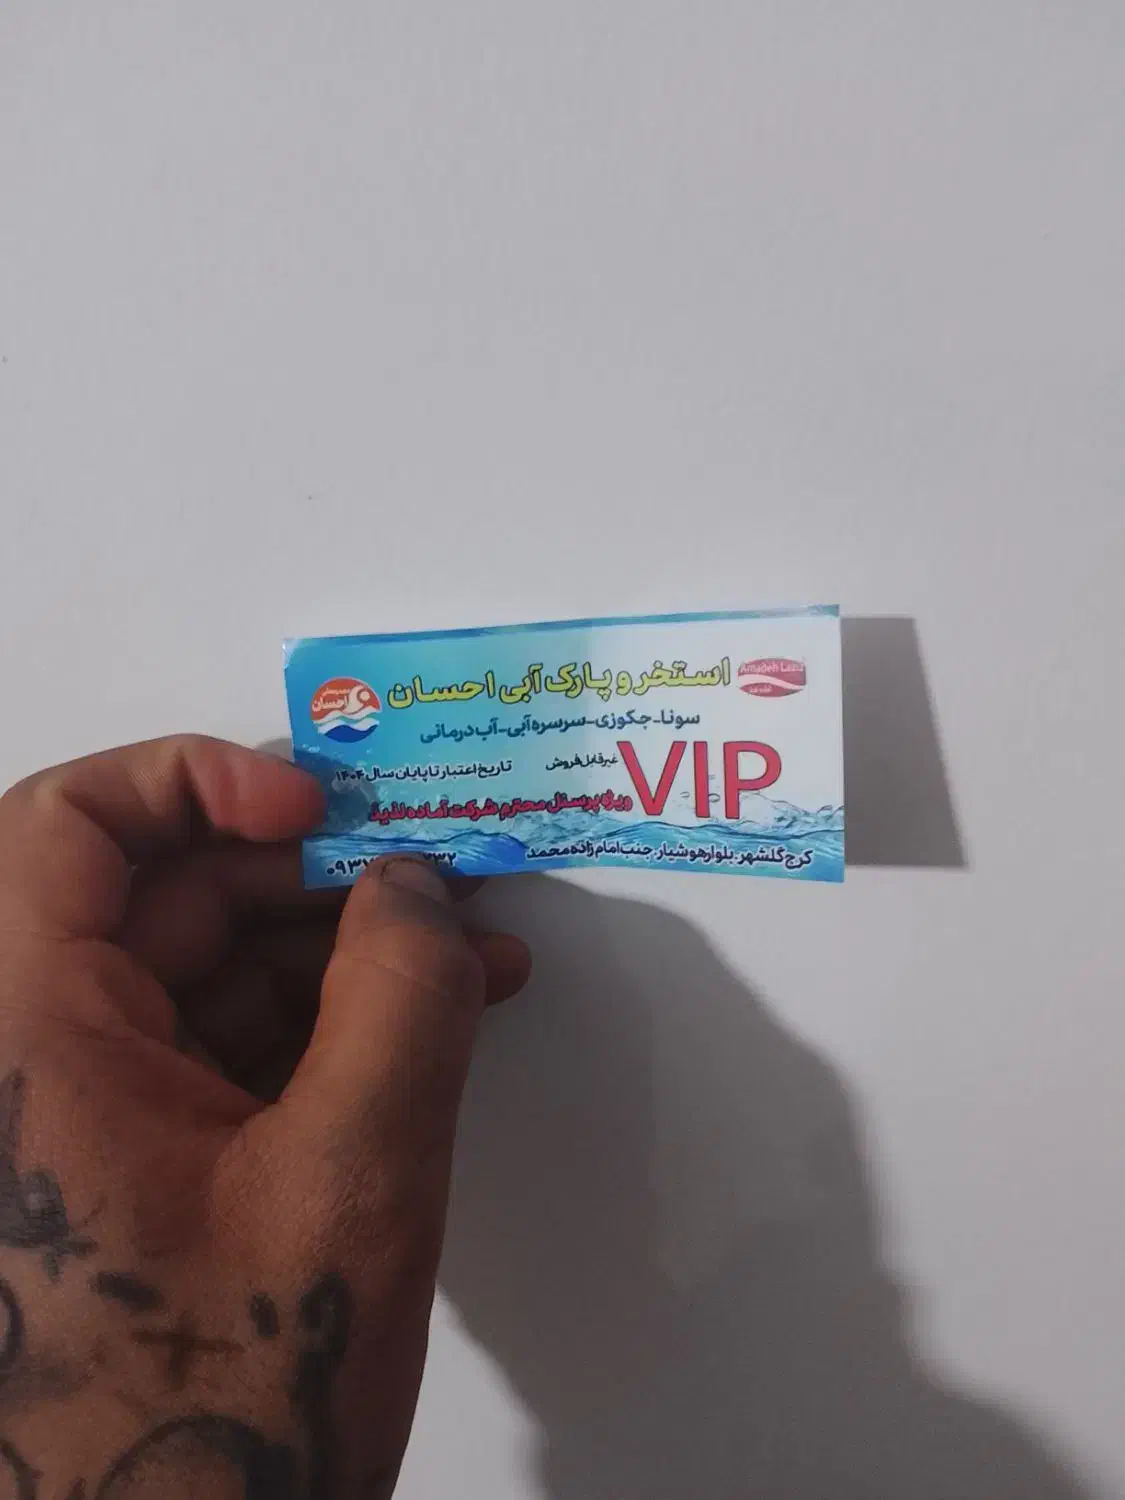 استخر و پارک آبی احسان
Amadeh Laziz
احسان
سونا-جکوزی-سرسره آبی-آب درمانی
VIP
غیرقابل فروش
تاریخ اعتبار تا پایان سال ۱۴۰۴
ویژه پرسنل محترم شرکت آماده لذیذ
کرج گلشهر-بلوار هوشیار-جنب امام زاده محمد